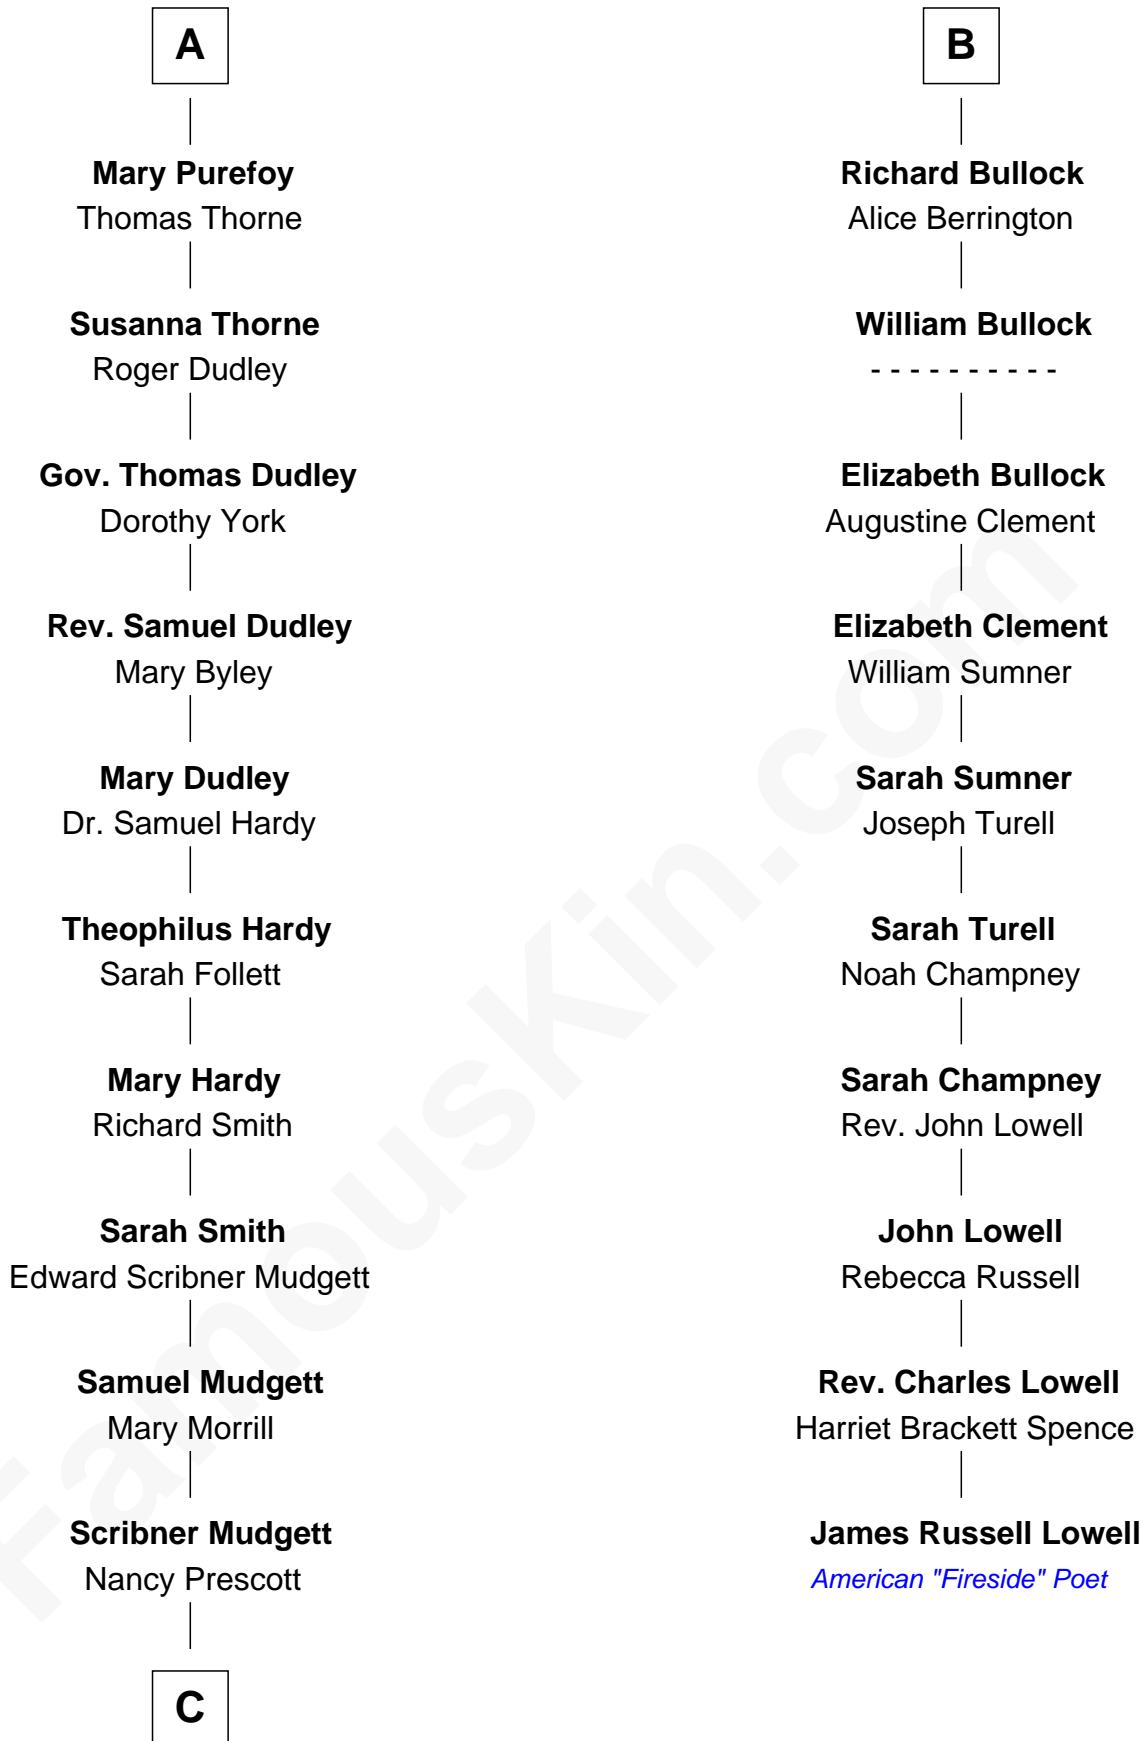 A
Mary Purefoy
Thomas Thorne
Susanna Thorne
Roger Dudley
Gov. Thomas Dudley
Dorothy York
Rev. Samuel Dudley
Mary Byley
Mary Dudley
Dr. Samuel Hardy
Theophilus Hardy
Sarah Follett
Mary Hardy
Richard Smith
Sarah Smith
Edward Scribner Mudgett
Samuel Mudgett
Mary Morrill
Scribner Mudgett
Nancy Prescott
C
B
Richard Bullock
Alice Berrington
William Bullock
- - - - - - - - - -
Elizabeth Bullock
Augustine Clement
Elizabeth Clement
William Sumner
Sarah Sumner
Joseph Turell
Sarah Turell
Noah Champney
Sarah Champney
Rev. John Lowell
John Lowell
Rebecca Russell
Rev. Charles Lowell
Harriet Brackett Spence
James Russell Lowell
American "Fireside" Poet
FamousKin.com